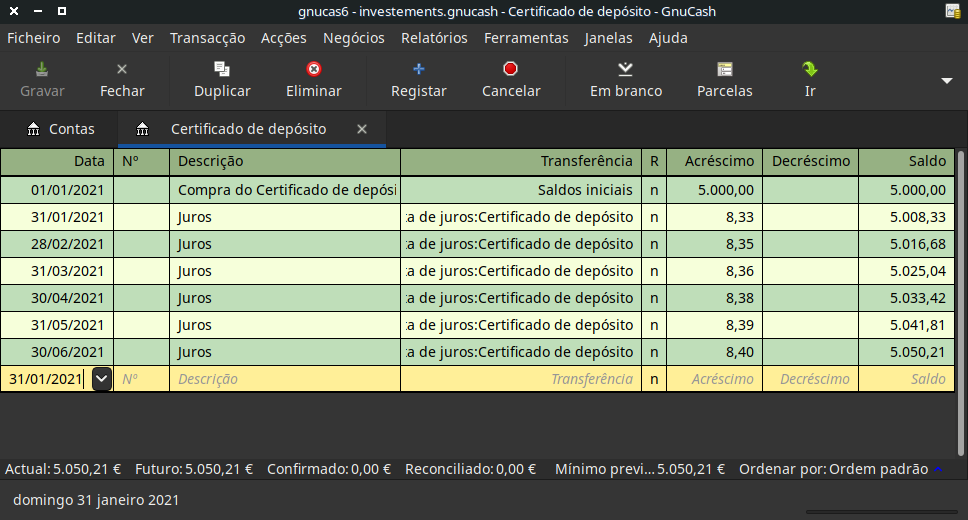 gnucas6 - investements.gnucash - Certificado de depósito - GnuCash
Ficheiro Editar Ver Transacção Acções Negócios Relatórios Ferramentas Janelas Ajuda
Gravar Fechar Duplicar Eliminar Registar Cancelar Em branco Parcelas Ir
Contas Certificado de depósito
Data Nº Descrição Transferência R Acréscimo Decréscimo Saldo
01/01/2021 Compra do Certificado de depósi Saldos iniciais n 5.000,00 5.000,00
31/01/2021 Juros ta de juros:Certificado de depósito n 8,33 5.008,33
28/02/2021 Juros ta de juros:Certificado de depósito n 8,35 5.016,68
31/03/2021 Juros ta de juros:Certificado de depósito n 8,36 5.025,04
30/04/2021 Juros ta de juros:Certificado de depósito n 8,38 5.033,42
31/05/2021 Juros ta de juros:Certificado de depósito n 8,39 5.041,81
30/06/2021 Juros ta de juros:Certificado de depósito n 8,40 5.050,21
31/01/2021 Nº Descrição Transferência n Acréscimo Decréscimo Saldo
Actual: 5.050,21 € Futuro: 5.050,21 € Confirmado: 0,00 € Reconciliado: 0,00 € Mínimo previ... 5.050,21 € Ordenar por: Ordem padrão
domingo 31 janeiro 2021